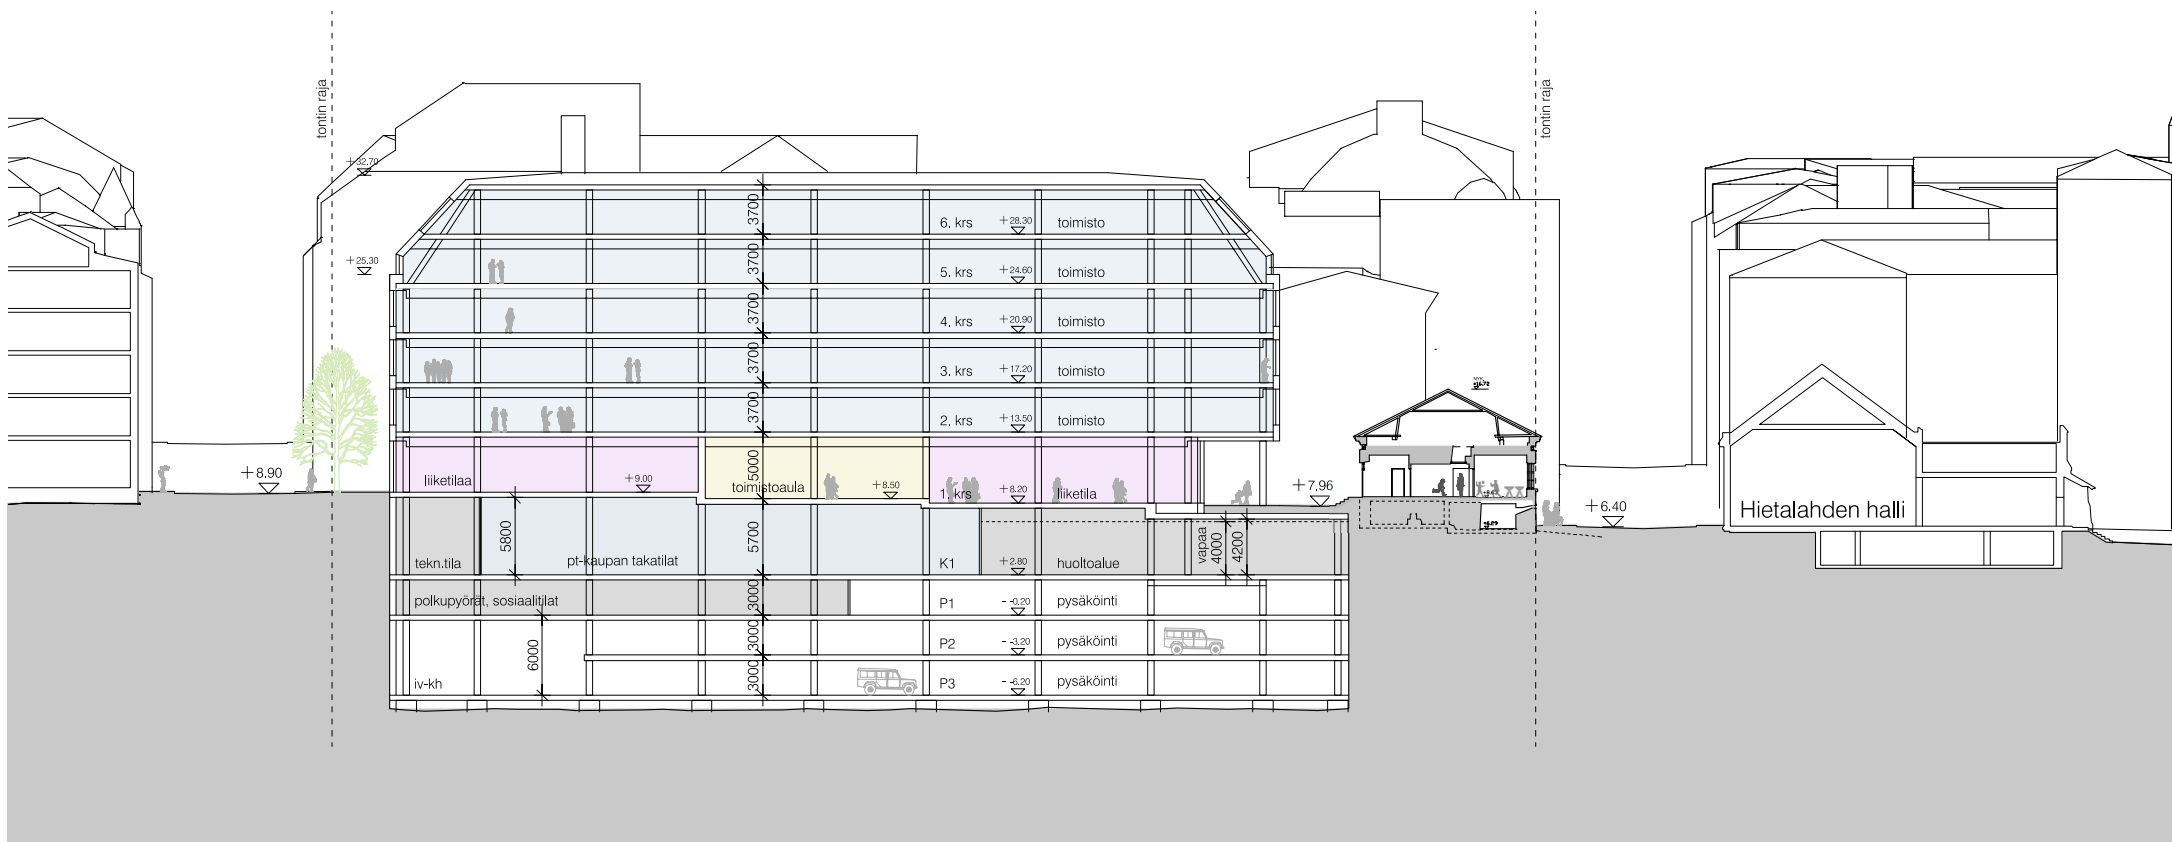 tontin raja
tontin raja
+32.70
3700
6. krs +28.30 toimisto
+25.30
3700
5. krs +24.60 toimisto
3700
4. krs +20.90 toimisto
3700
3. krs +17.20 toimisto
3700
2. krs +13.50 toimisto
+8.90
liiketilaa
+9.00
toimistoaula
5000
+8.50
1. krs +8.20 liiketila
+7.96
+6.40
Hietalahden halli
5800
5700
vapaa
4000
4200
tekn.tila
pt-kaupan takatilat
K1 +2.80 huoltoalue
polkupyörät, sosiaalitilat
3000
P1 - -0.20 pysäköinti
6000
3000
P2 - -3.20 pysäköinti
iv-kh
3000
P3 - -6.20 pysäköinti